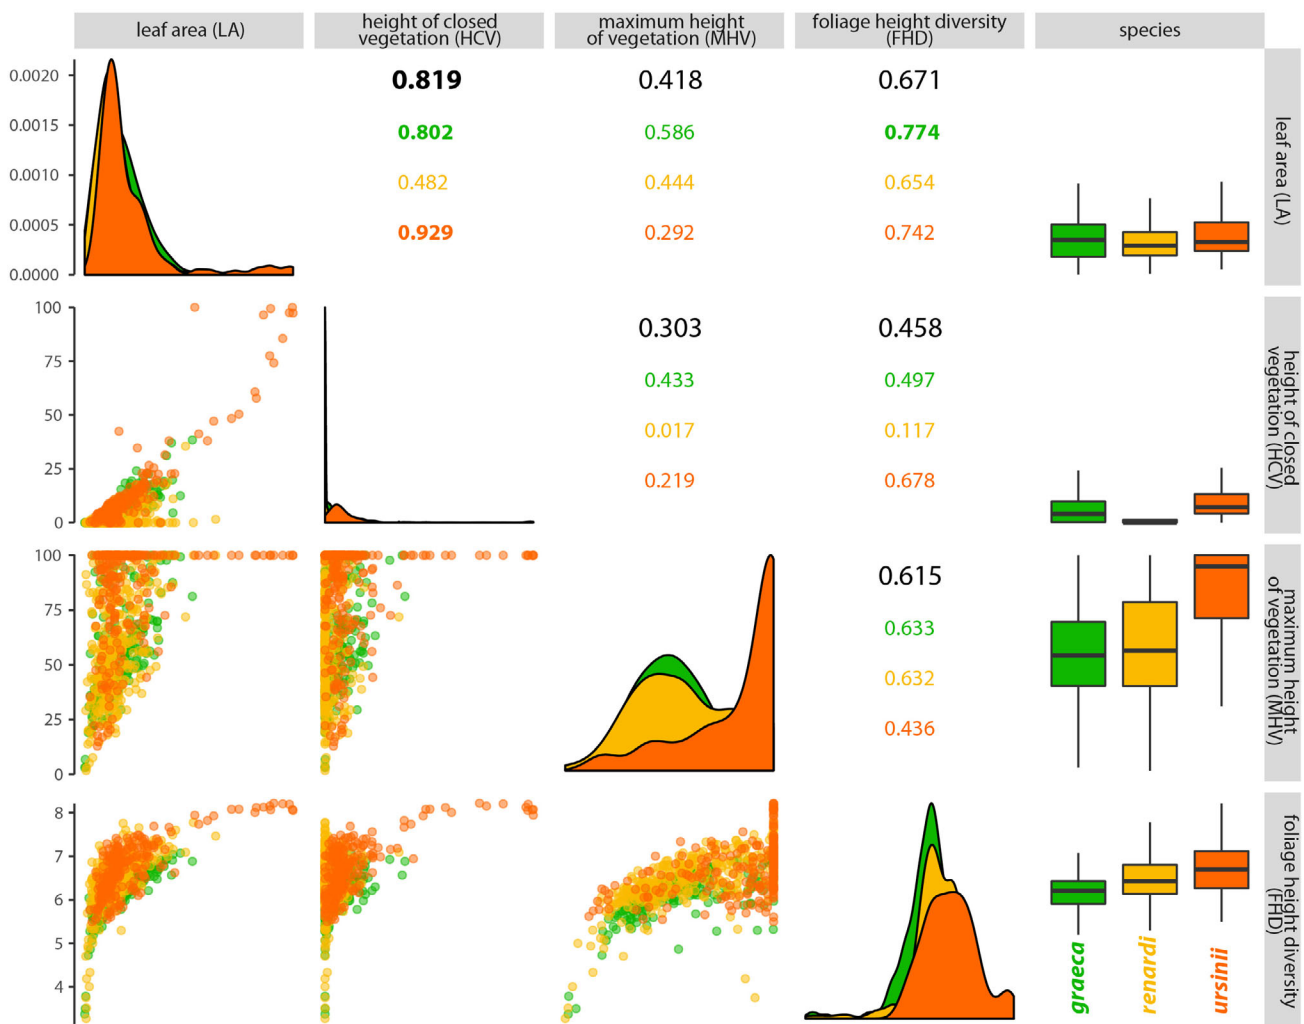 leaf area (LA)
height of closed
vegetation (HCV)
maximum height
of vegetation (MHV)
foliage height diversity
(FHD)
species
0.0020
0.0015
0.0010
0.0005
0.0000
0.819
0.802
0.482
0.929
0.418
0.586
0.444
0.292
0.671
0.774
0.654
0.742
leaf area (LA)
100
75
50
25
0
0.303
0.433
0.017
0.219
0.458
0.497
0.117
0.678
height of closed
vegetation (HCV)
100
75
50
25
0
0.615
0.633
0.632
0.436
maximum height
of vegetation (MHV)
8
7
6
5
4
graeca
renardi
ursinii
foliage height diversity
(FHD)